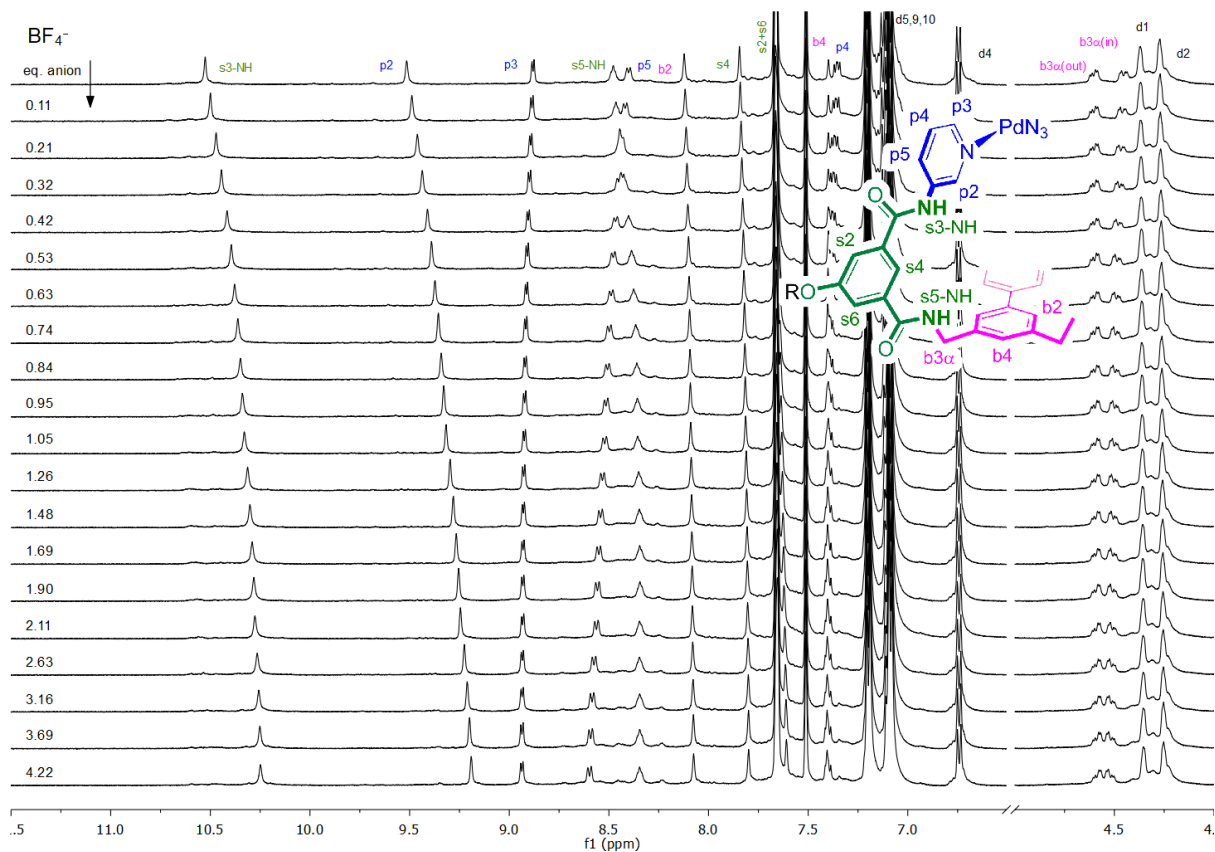 BF₄⁻
eq. anion
s3-NH
p2
p3
s5-NH
p5
b2
s4
s2+s6
b4
p4
d5,9,10
d4
b3α(out)
b3α(in)
d1
d2
0.11
0.21
0.32
0.42
0.53
0.63
0.74
0.84
0.95
1.05
1.26
1.48
1.69
1.90
2.11
2.63
3.16
3.69
4.22
p4
p3
PdN₃
p5
N
p2
O
NH
s3-NH
s2
s4
RO
s5-NH
s6
NH
b2
O
b3α
b4
.5
11.0
10.5
10.0
9.5
9.0
8.5
8.0
7.5
7.0
4.5
4.
f1 (ppm)